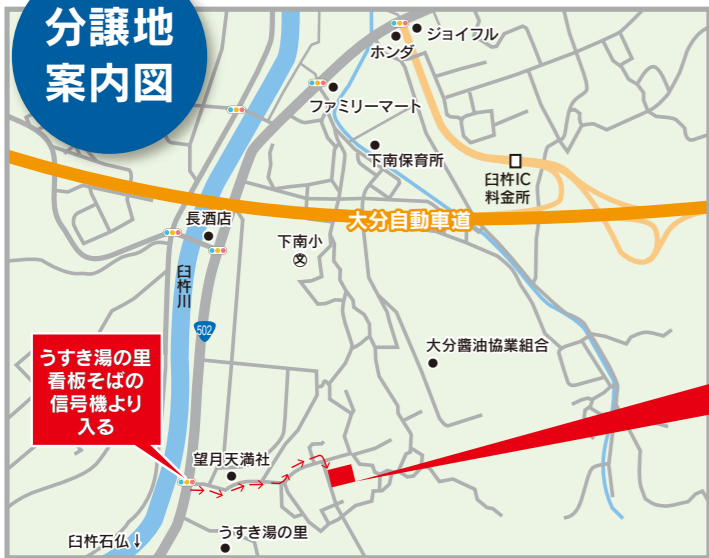 分譲地
案内図
ジョイフル
ホンダ
ファミリーマート
下南保育所
臼杵IC
料金所
大分自動車道
長酒店
下南小
文
臼杵川
502
大分醬油協業組合
うすき湯の里
看板そばの
信号機より
入る
望月天満社
うすき湯の里
臼杵石仏↓